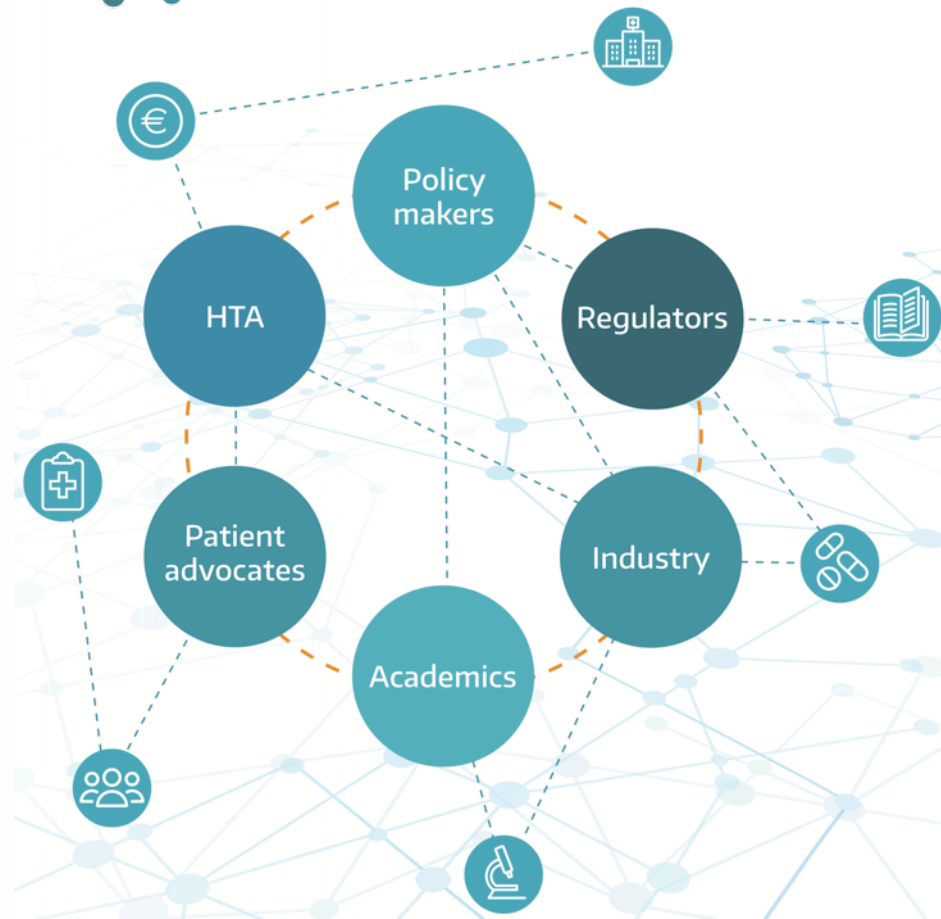 Policy
makers
HTA
Regulators
Patient
advocates
Industry
Academics